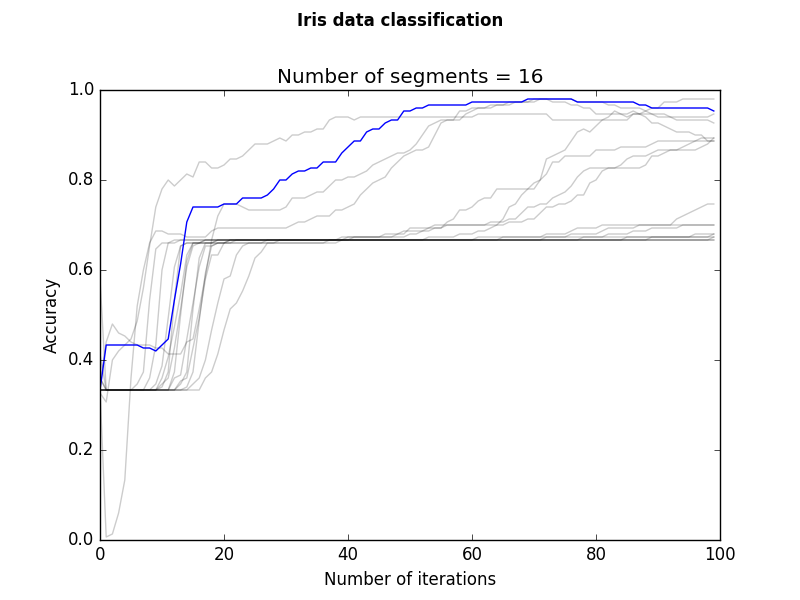 Iris data classification
Number of segments = 16
1.0
0.8
0.6
0.4
0.2
0.0
Accuracy
0 20 40 60 80 100
Number of iterations